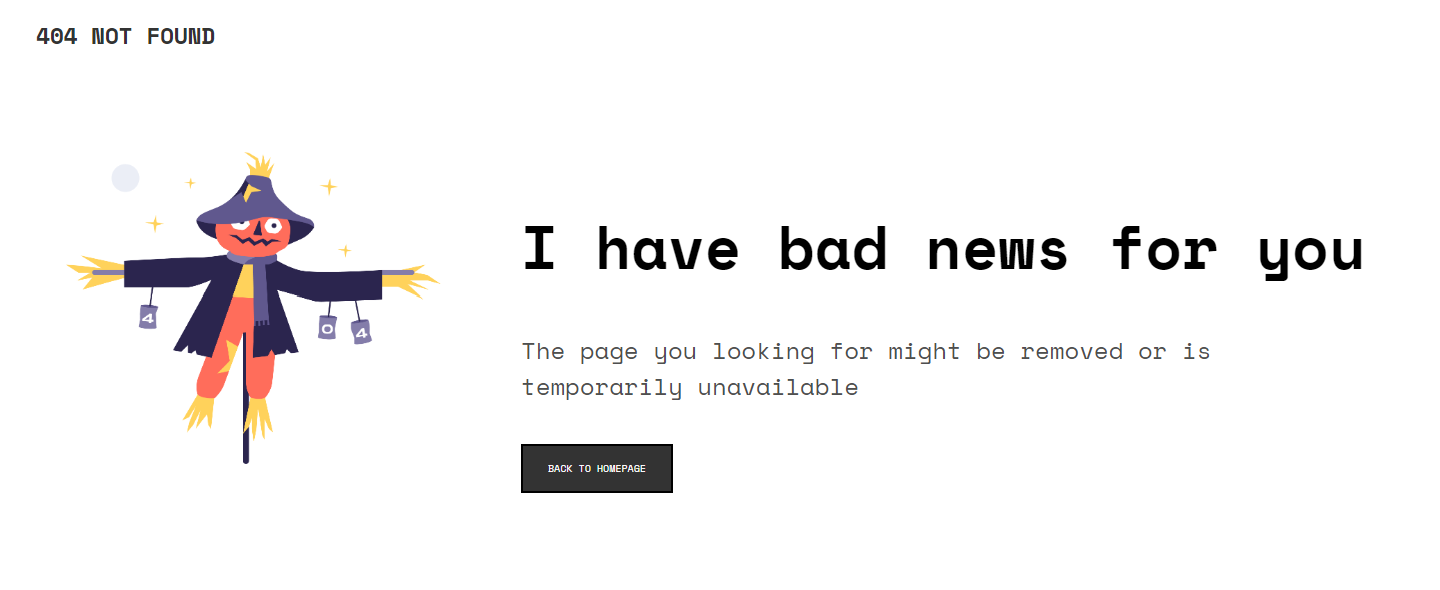 404 NOT FOUND
I have bad news for you
4
0
4
The page you looking for might be removed or is
temporarily unavailable
BACK TO HOMEPAGE